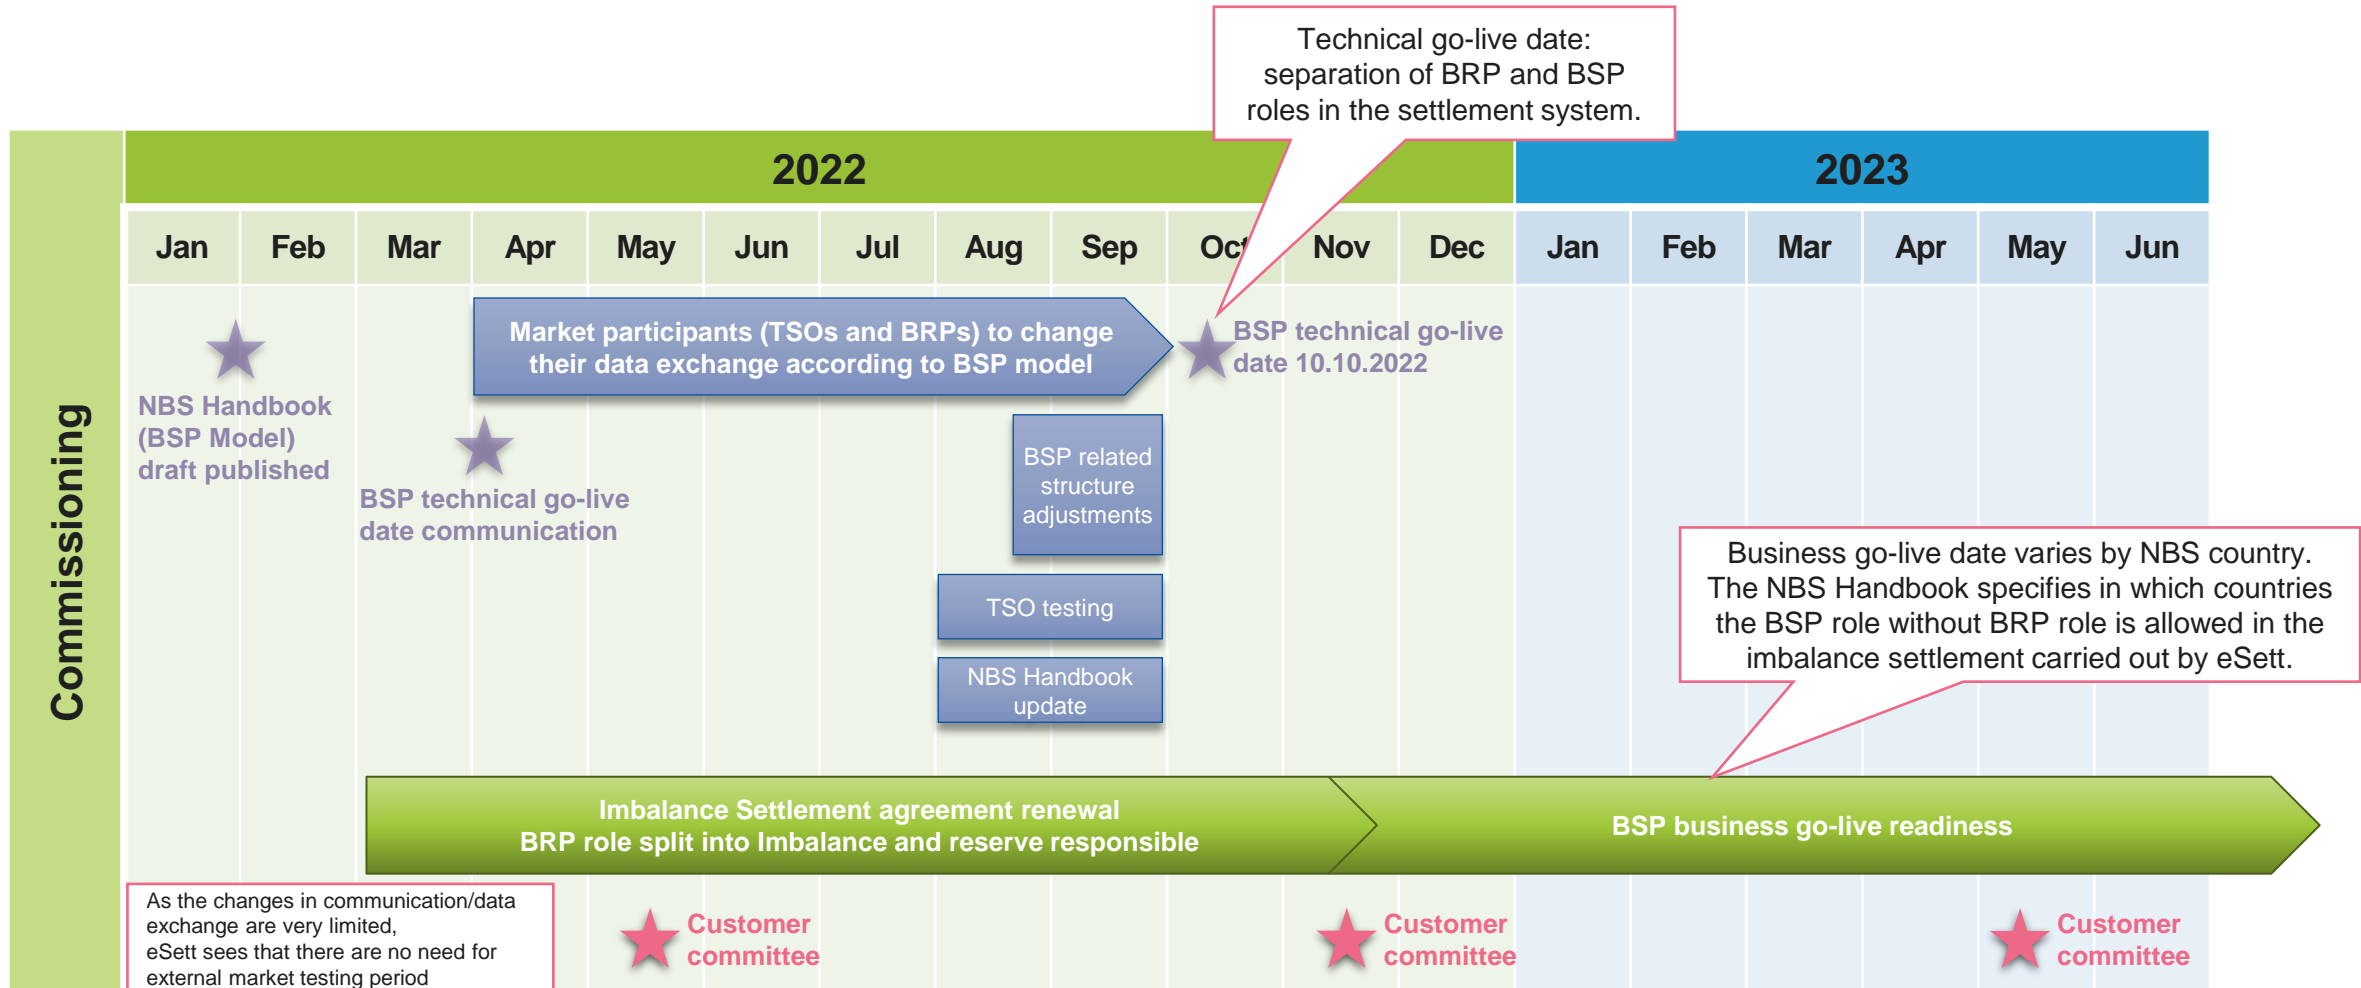 Technical go-live date:
separation of BRP and BSP
roles in the settlement system.
2022
2023
Commissioning
Jan
Feb
Mar
Apr
May
Jun
Jul
Aug
Sep
Oct
Nov
Dec
Jan
Feb
Mar
Apr
May
Jun
Market participants (TSOs and BRPs) to change
their data exchange according to BSP model
BSP technical go-live
date 10.10.2022
NBS Handbook
(BSP Model)
draft published
BSP technical go-live
date communication
BSP related
structure
adjustments
TSO testing
NBS Handbook
update
Business go-live date varies by NBS country.
The NBS Handbook specifies in which countries
the BSP role without BRP role is allowed in the
imbalance settlement carried out by eSett.
Imbalance Settlement agreement renewal
BRP role split into Imbalance and reserve responsible
BSP business go-live readiness
As the changes in communication/data
exchange are very limited,
eSett sees that there are no need for
external market testing period
Customer
committee
Customer
committee
Customer
committee